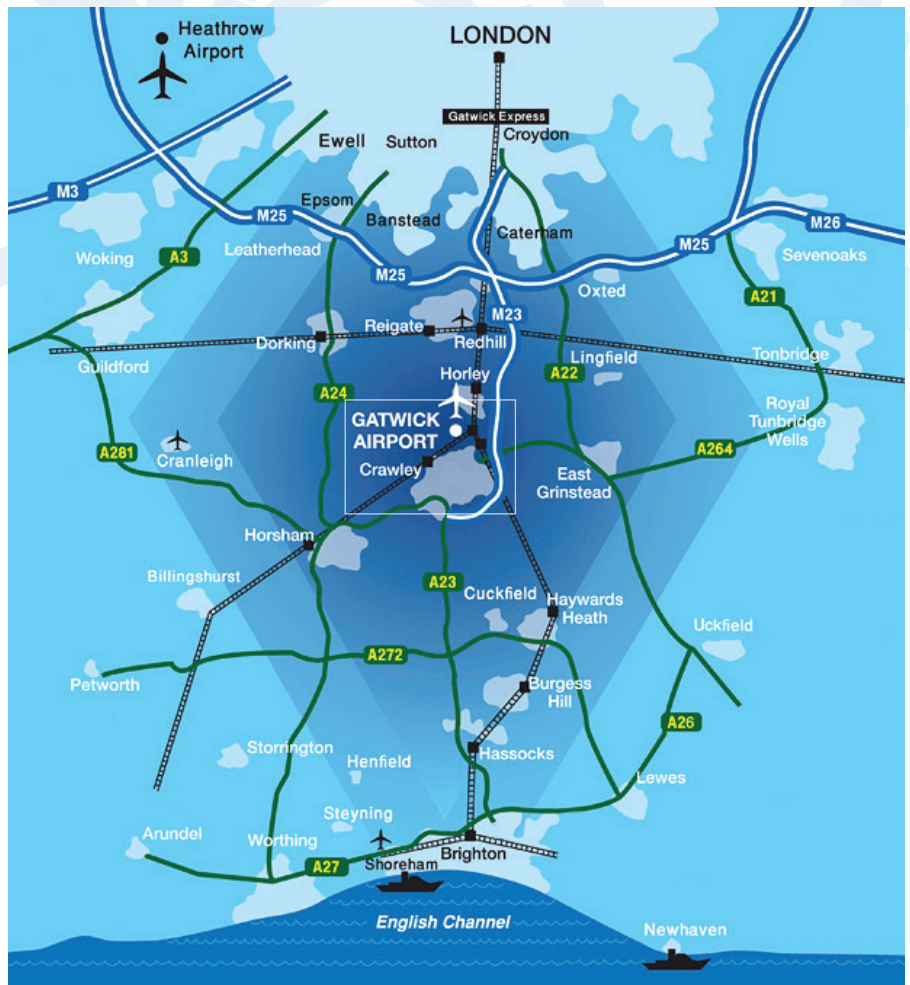 Heathrow
Airport
LONDON
Gatwick Express
Croydon
Ewell
Sutton
M3
Epsom
Banstead
M25
Caterham
M25
M26
Leatherhead
Woking
A3
M25
Sevenoaks
Oxted
A21
M23
Reigate
Redhill
Dorking
Guildford
Lingfield
Tonbridge
Horley
A22
A24
Royal
Tunbridge
Wells
GATWICK
AIRPORT
A281
Cranleigh
A264
Crawley
East
Grinstead
Horsham
Billingshurst
A23
Cuckfield
Haywards
Heath
Uckfield
A272
Petworth
Burgess
Hill
A26
Storrington
Hassocks
Henfield
Lewes
Steyning
Arundel
Worthing
A27
Shoreham
Brighton
English Channel
Newhaven